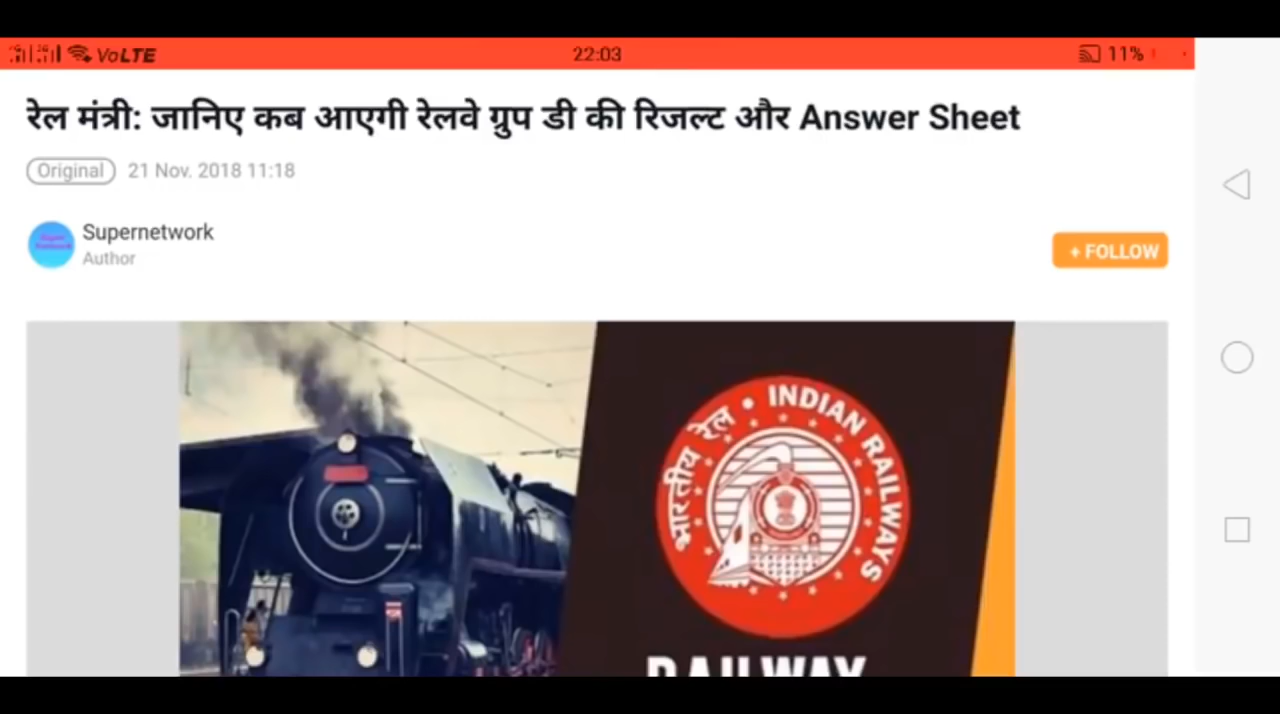 VoLTE 22:03 11%
रेल मंत्री: जानिए कब आएगी रेलवे ग्रुप डी की रिजल्ट और Answer Sheet
Original 21 Nov. 2018 11:18
Supernetwork
Author
+ FOLLOW
भारतीय रेल • INDIAN RAILWAYS
RAILWAY